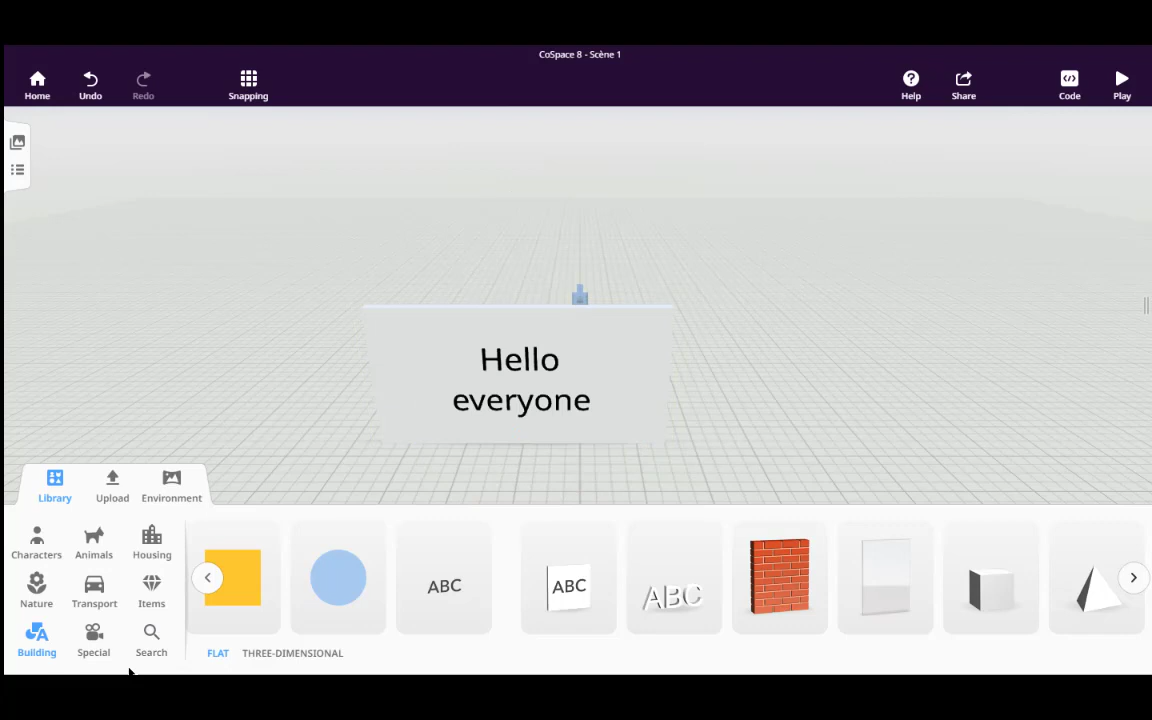 CoSpace 8 - Scène 1
Home
Undo
Redo
Snapping
Help
Share
Code
Play
Hello
everyone
Library
Upload
Environment
Characters
Animals
Housing
Nature
Transport
Items
Building
Special
Search
ABC
ABC
ABC
FLAT
THREE-DIMENSIONAL